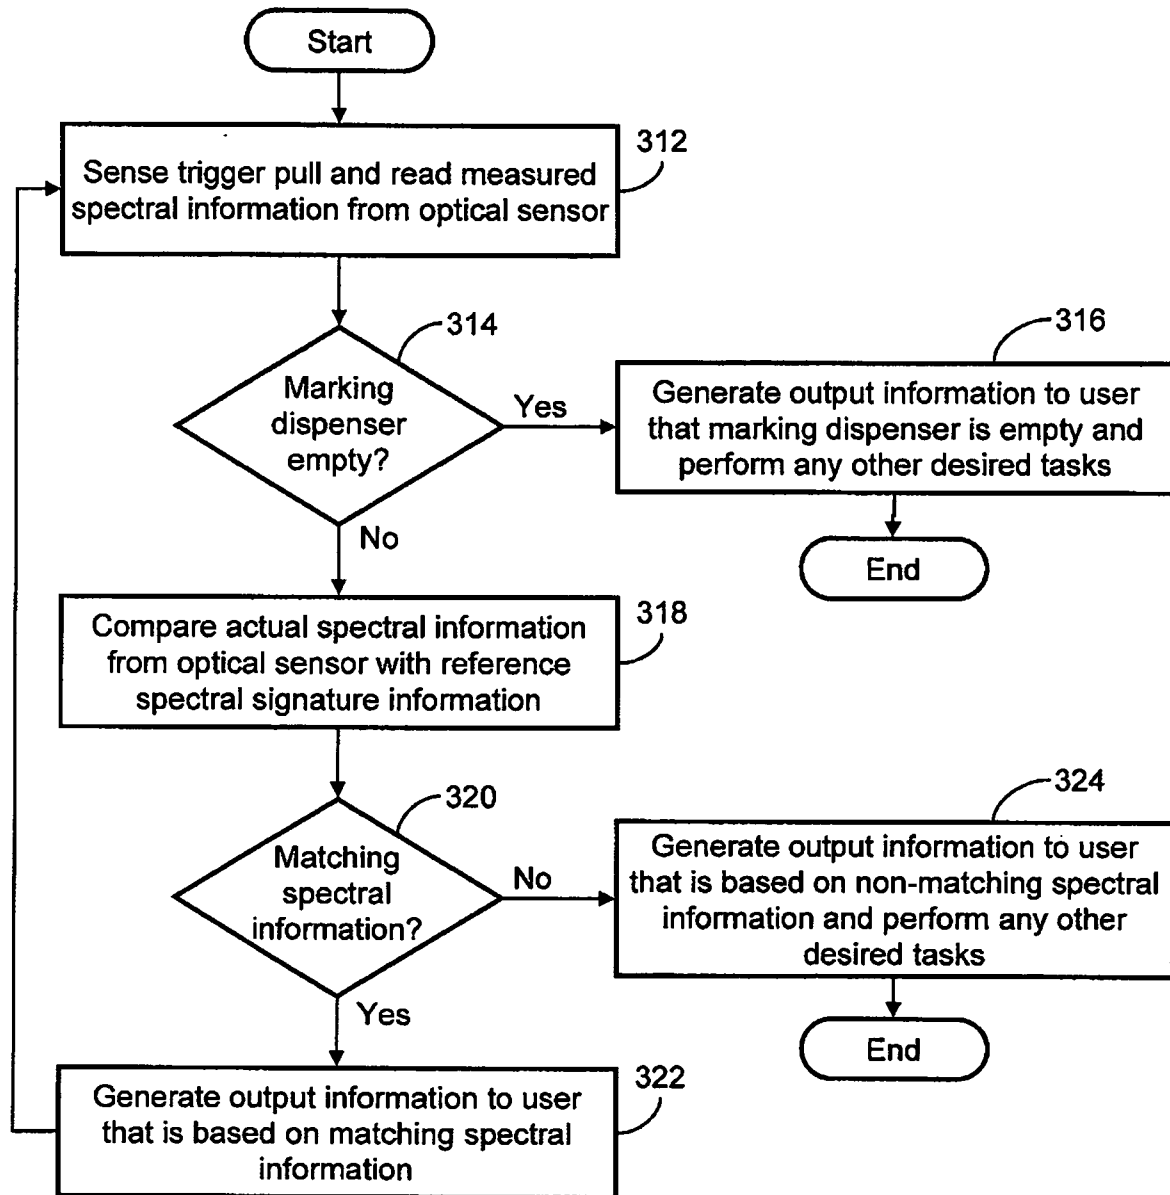 Start
312
Sense trigger pull and read measured
spectral information from optical sensor
314
Marking
dispenser
empty?
Yes
316
Generate output information to user
that marking dispenser is empty and
perform any other desired tasks
End
No
318
Compare actual spectral information
from optical sensor with reference
spectral signature information
320
Matching
spectral
information?
No
324
Generate output information to user
that is based on non-matching spectral
information and perform any other
desired tasks
End
Yes
322
Generate output information to user
that is based on matching spectral
information